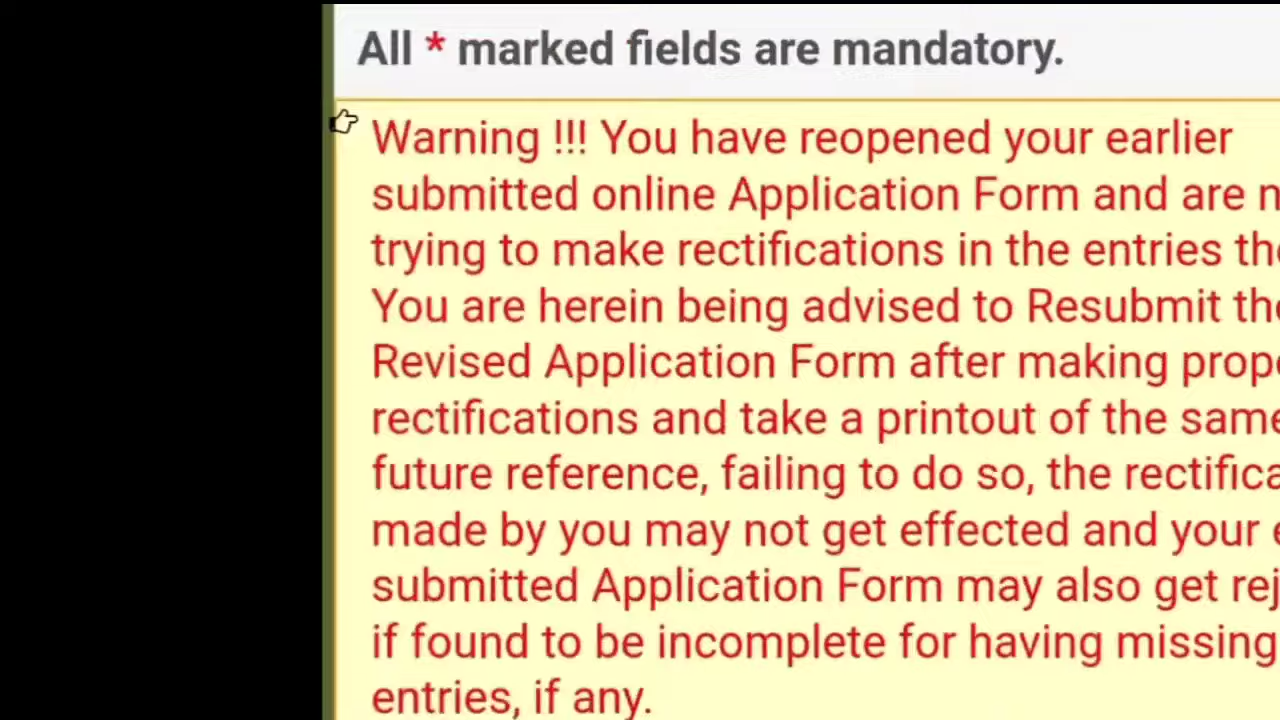 All * marked fields are mandatory.
Warning !!! You have reopened your earlier
submitted online Application Form and are
trying to make rectifications in the entries
You are herein being advised to Resubmit
Revised Application Form after making
rectifications and take a printout of the same
future reference, failing to do so, the
made by you may not get effected and your
submitted Application Form may also get
if found to be incomplete for having missing
entries, if any.